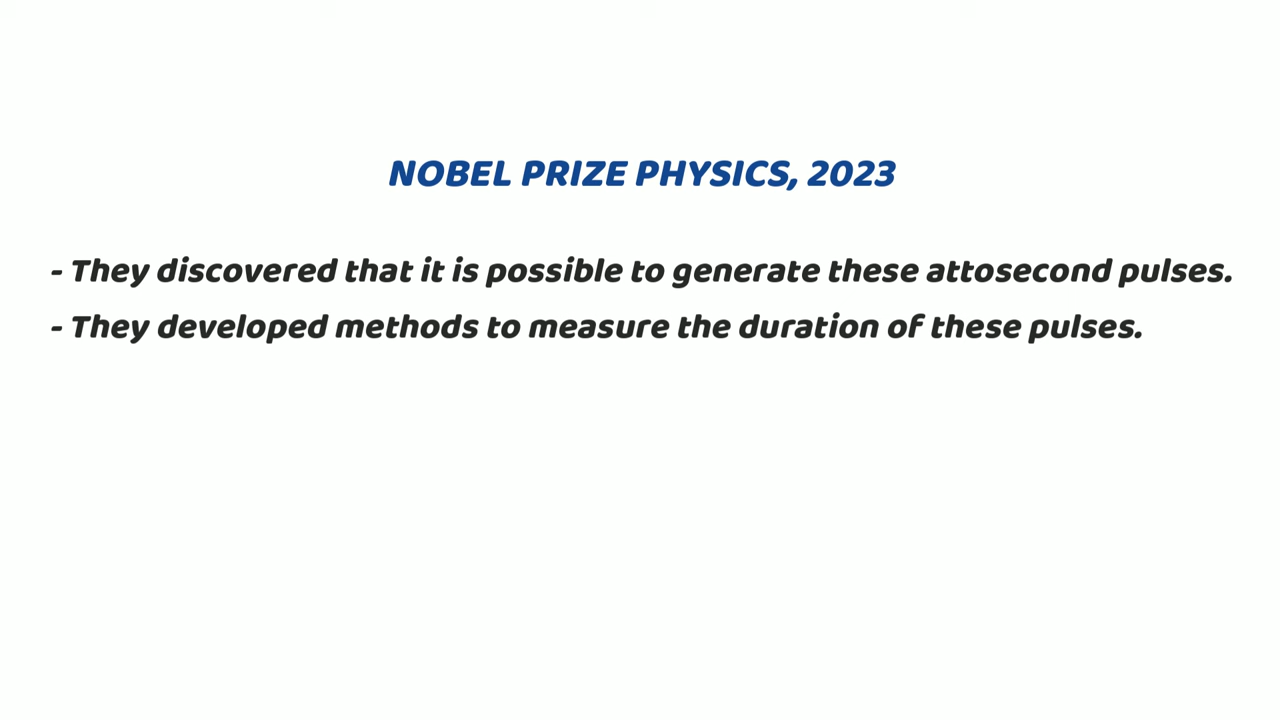 NOBEL PRIZE PHYSICS, 2023
- They discovered that it is possible to generate these attosecond pulses.
- They developed methods to measure the duration of these pulses.